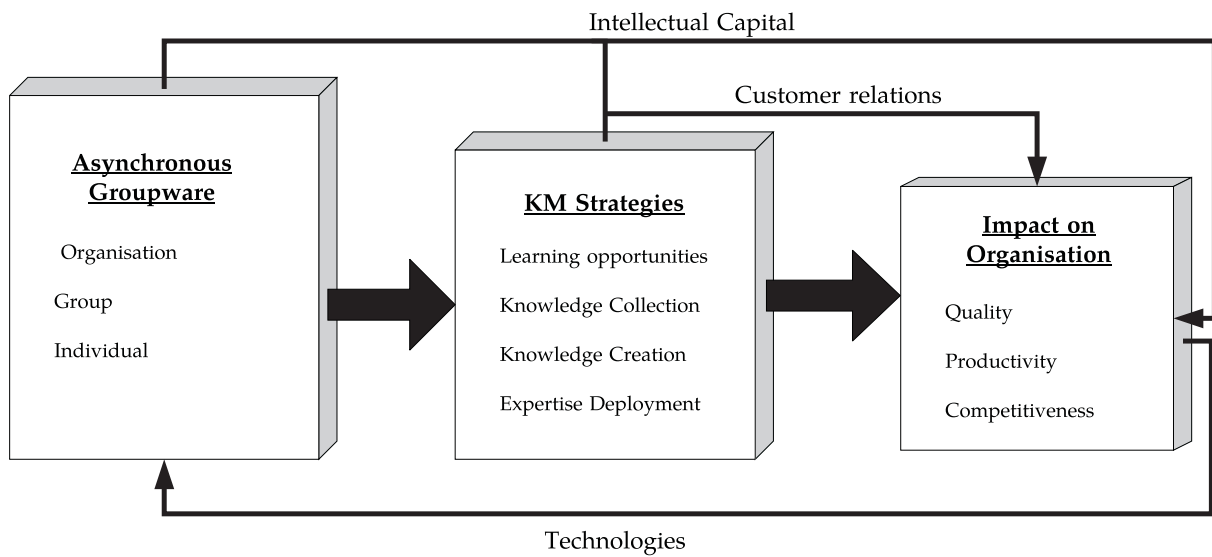 Intellectual Capital
Customer relations
Asynchronous
Groupware
Organisation
Group
Individual
KM Strategies
Learning opportunities
Knowledge Collection
Knowledge Creation
Expertise Deployment
Impact on
Organisation
Quality
Productivity
Competitiveness
Technologies